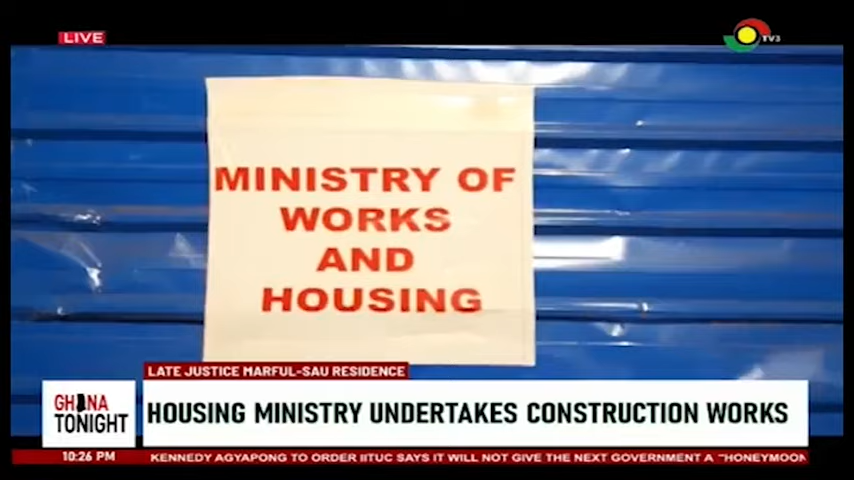 LIVE
TV3
MINISTRY OF
WORKS
AND
HOUSING
LATE JUSTICE MARFUL-SAU RESIDENCE
GHANA
TONIGHT
HOUSING MINISTRY UNDERTAKES CONSTRUCTION WORKS
10:26 PM
KENNEDY AGYAPONG TO ORDER IITUC SAYS IT WILL NOT GIVE THE NEXT GOVERNMENT A "HONEYMOON